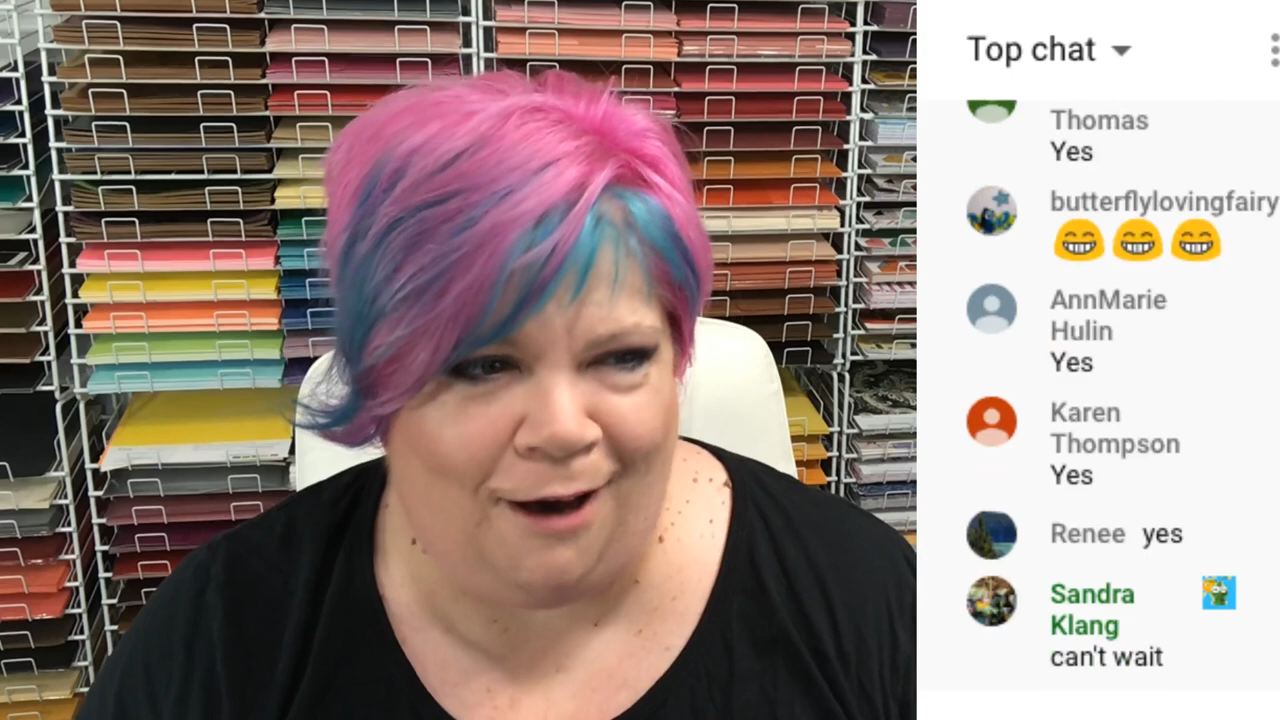 Top chat
Thomas
Yes
butterflylovingfairy
AnnMarie
Hulin
Yes
Karen
Thompson
Yes
Renee yes
Sandra
Klang
can't wait